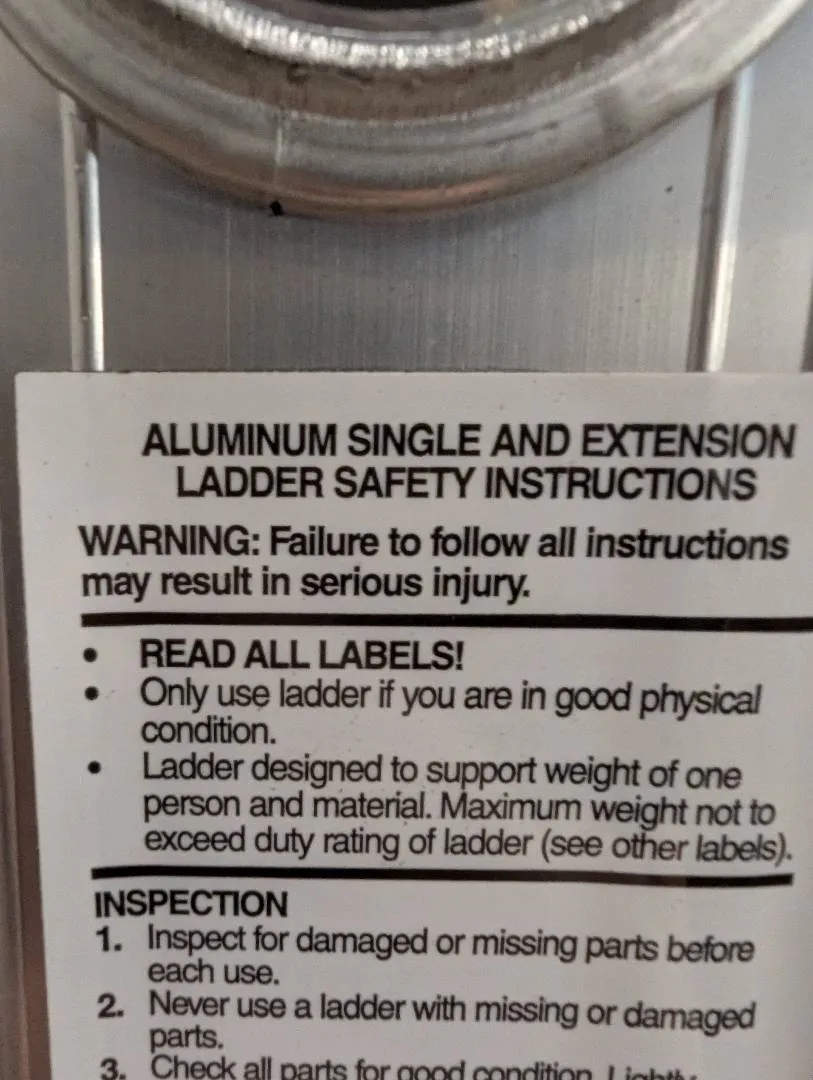 ALUMINUM SINGLE AND EXTENSION
LADDER SAFETY INSTRUCTIONS
WARNING: Failure to follow all instructions
may result in serious injury.
• READ ALL LABELS!
• Only use ladder if you are in good physical
condition.
• Ladder designed to support weight of one
person and material. Maximum weight not to
exceed duty rating of ladder (see other labels).
INSPECTION
1. Inspect for damaged or missing parts before
each use.
2. Never use a ladder with missing or damaged
parts.
3. Check all parts for good condition. Lightly